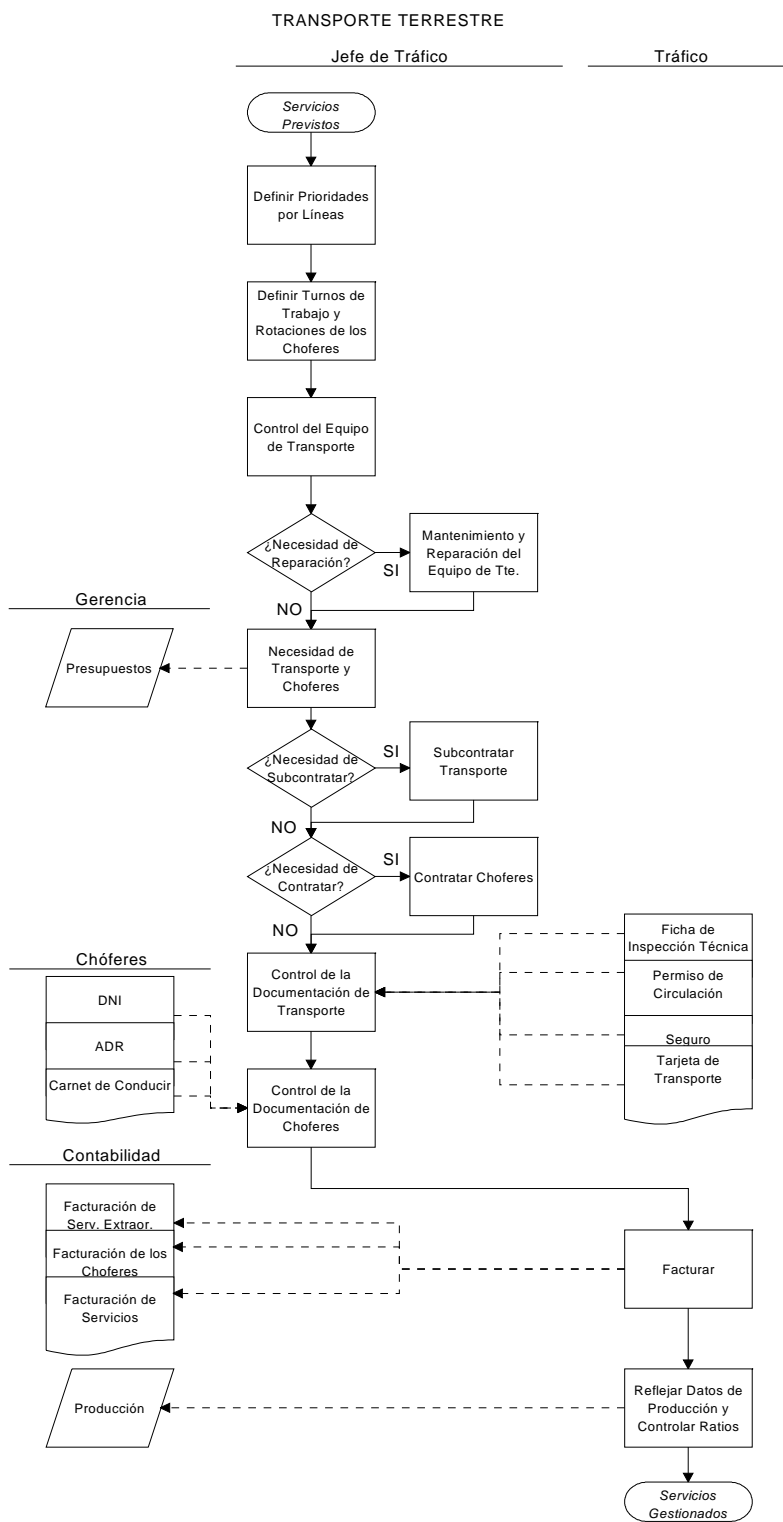 TRANSPORTE TERRESTRE
Jefe de Tráfico
Tráfico
Servicios
Previstos
Definir Prioridades
por Líneas
Definir Turnos de
Trabajo y
Rotaciones de los
Choferes
Control del Equipo
de Transporte
¿Necesidad de
Reparación?
SI
Mantenimiento y
Reparación del
Equipo de Tte.
NO
Gerencia
Presupuestos
Necesidad de
Transporte y
Choferes
¿Necesidad de
Subcontratar?
SI
Subcontratar
Transporte
NO
¿Necesidad de
Contratar?
SI
Contratar Choferes
NO
Control de la
Documentación de
Transporte
Ficha de
Inspección Técnica
Permiso de
Circulación
Seguro
Tarjeta de
Transporte
Chóferes
DNI
ADR
Carnet de Conducir
Control de la
Documentación de
Choferes
Contabilidad
Facturación de
Serv. Extraor.
Facturación de los
Choferes
Facturación de
Servicios
Facturar
Producción
Reflejar Datos de
Producción y
Controlar Ratios
Servicios
Gestionados